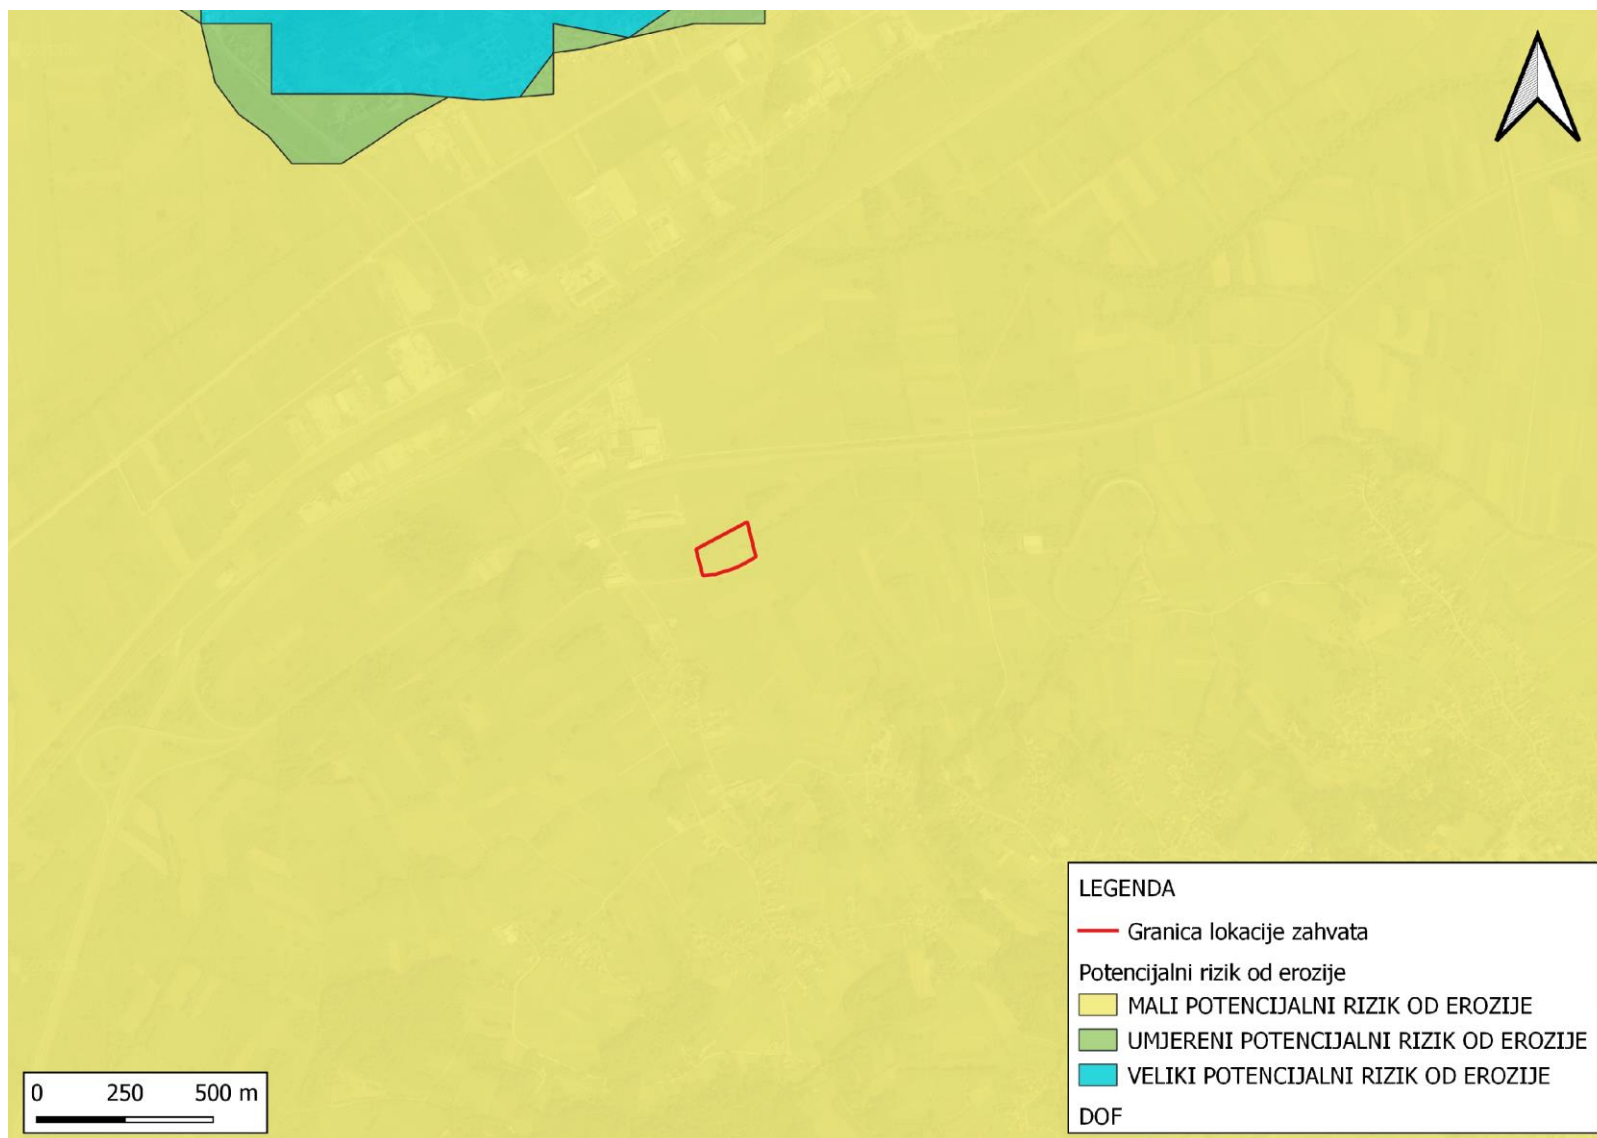 LEGENDA
Granica lokacije zahvata
Potencijalni rizik od erozije
MALI POTENCIJALNI RIZIK OD EROZIJE
UMJERENI POTENCIJALNI RIZIK OD EROZIJE
VELIKI POTENCIJALNI RIZIK OD EROZIJE
DOF
0 250 500 m